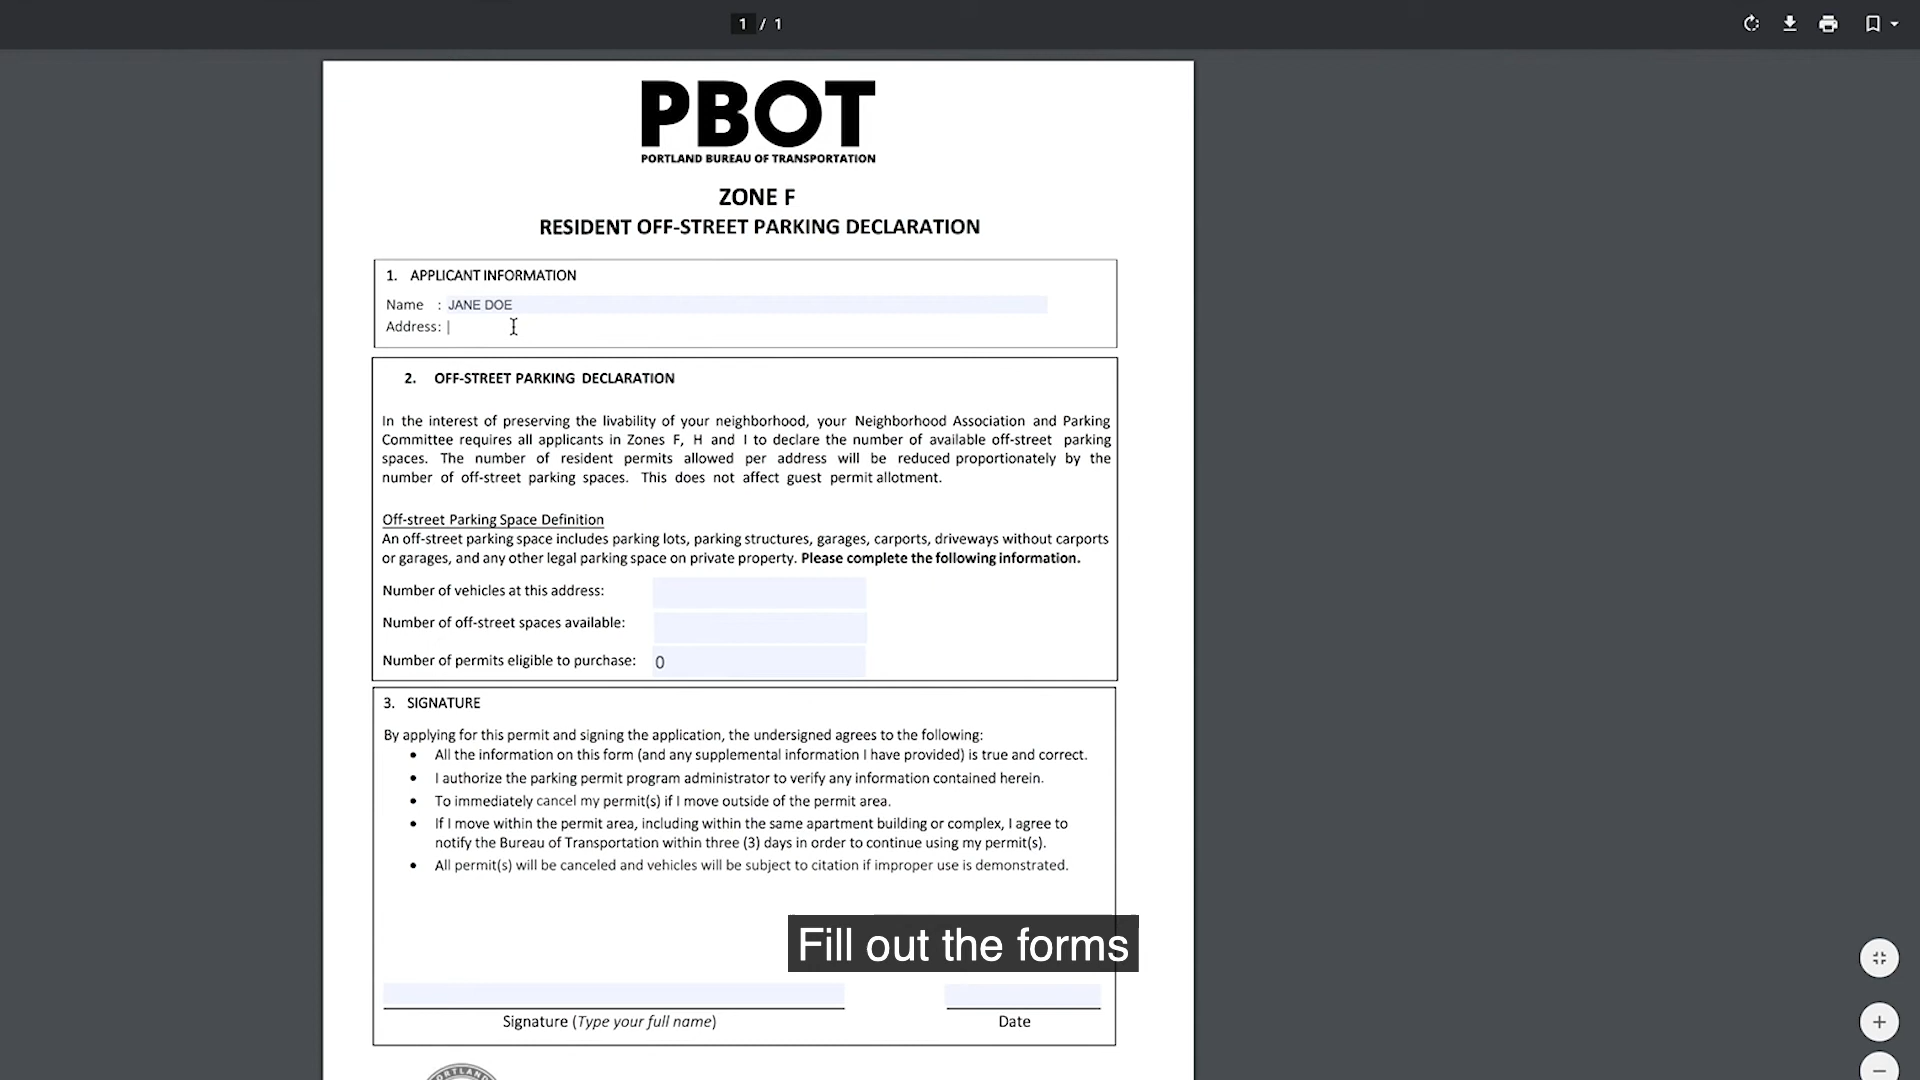 1 / 1
PBOT
PORTLAND BUREAU OF TRANSPORTATION
ZONE F
RESIDENT OFF-STREET PARKING DECLARATION
1. APPLICANT INFORMATION
Name : JANE DOE
Address:
2. OFF-STREET PARKING DECLARATION
In the interest of preserving the livability of your neighborhood, your Neighborhood Association and Parking
Committee requires all applicants in Zones F, H and I to declare the number of available off-street parking
spaces. The number of resident permits allowed per address will be reduced proportionately by the
number of off-street parking spaces. This does not affect guest permit allotment.
Off-street Parking Space Definition
An off-street parking space includes parking lots, parking structures, garages, carports, driveways without carports
or garages, and any other legal parking space on private property. Please complete the following information.
Number of vehicles at this address:
Number of off-street spaces available:
Number of permits eligible to purchase: 0
3. SIGNATURE
By applying for this permit and signing the application, the undersigned agrees to the following:
• All the information on this form (and any supplemental information I have provided) is true and correct.
• I authorize the parking permit program administrator to verify any information contained herein.
• To immediately cancel my permit(s) if I move outside of the permit area.
• If I move within the permit area, including within the same apartment building or complex, I agree to
notify the Bureau of Transportation within three (3) days in order to continue using my permit(s).
• All permit(s) will be canceled and vehicles will be subject to citation if improper use is demonstrated.
Fill out the forms
Signature (Type your full name) Date
PORTLAND